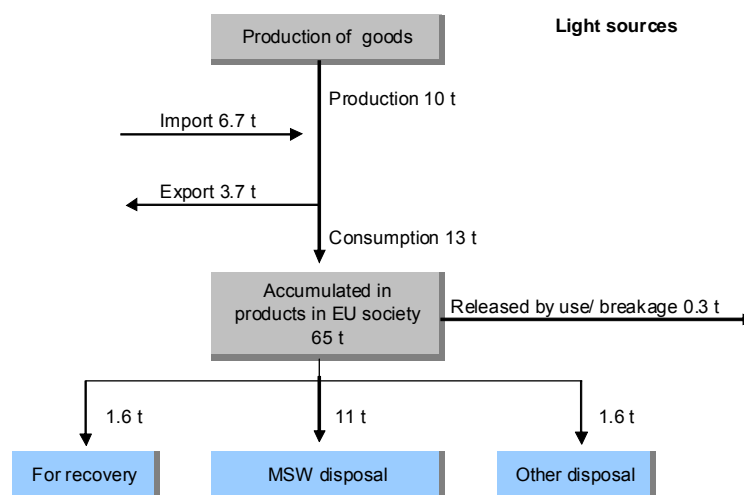 Light sources
Production of goods
Production 10 t
Import 6.7 t
Export 3.7 t
Consumption 13 t
Accumulated in
products in EU society
65 t
Released by use/ breakage 0.3 t
1.6 t
11 t
1.6 t
For recovery
MSW disposal
Other disposal